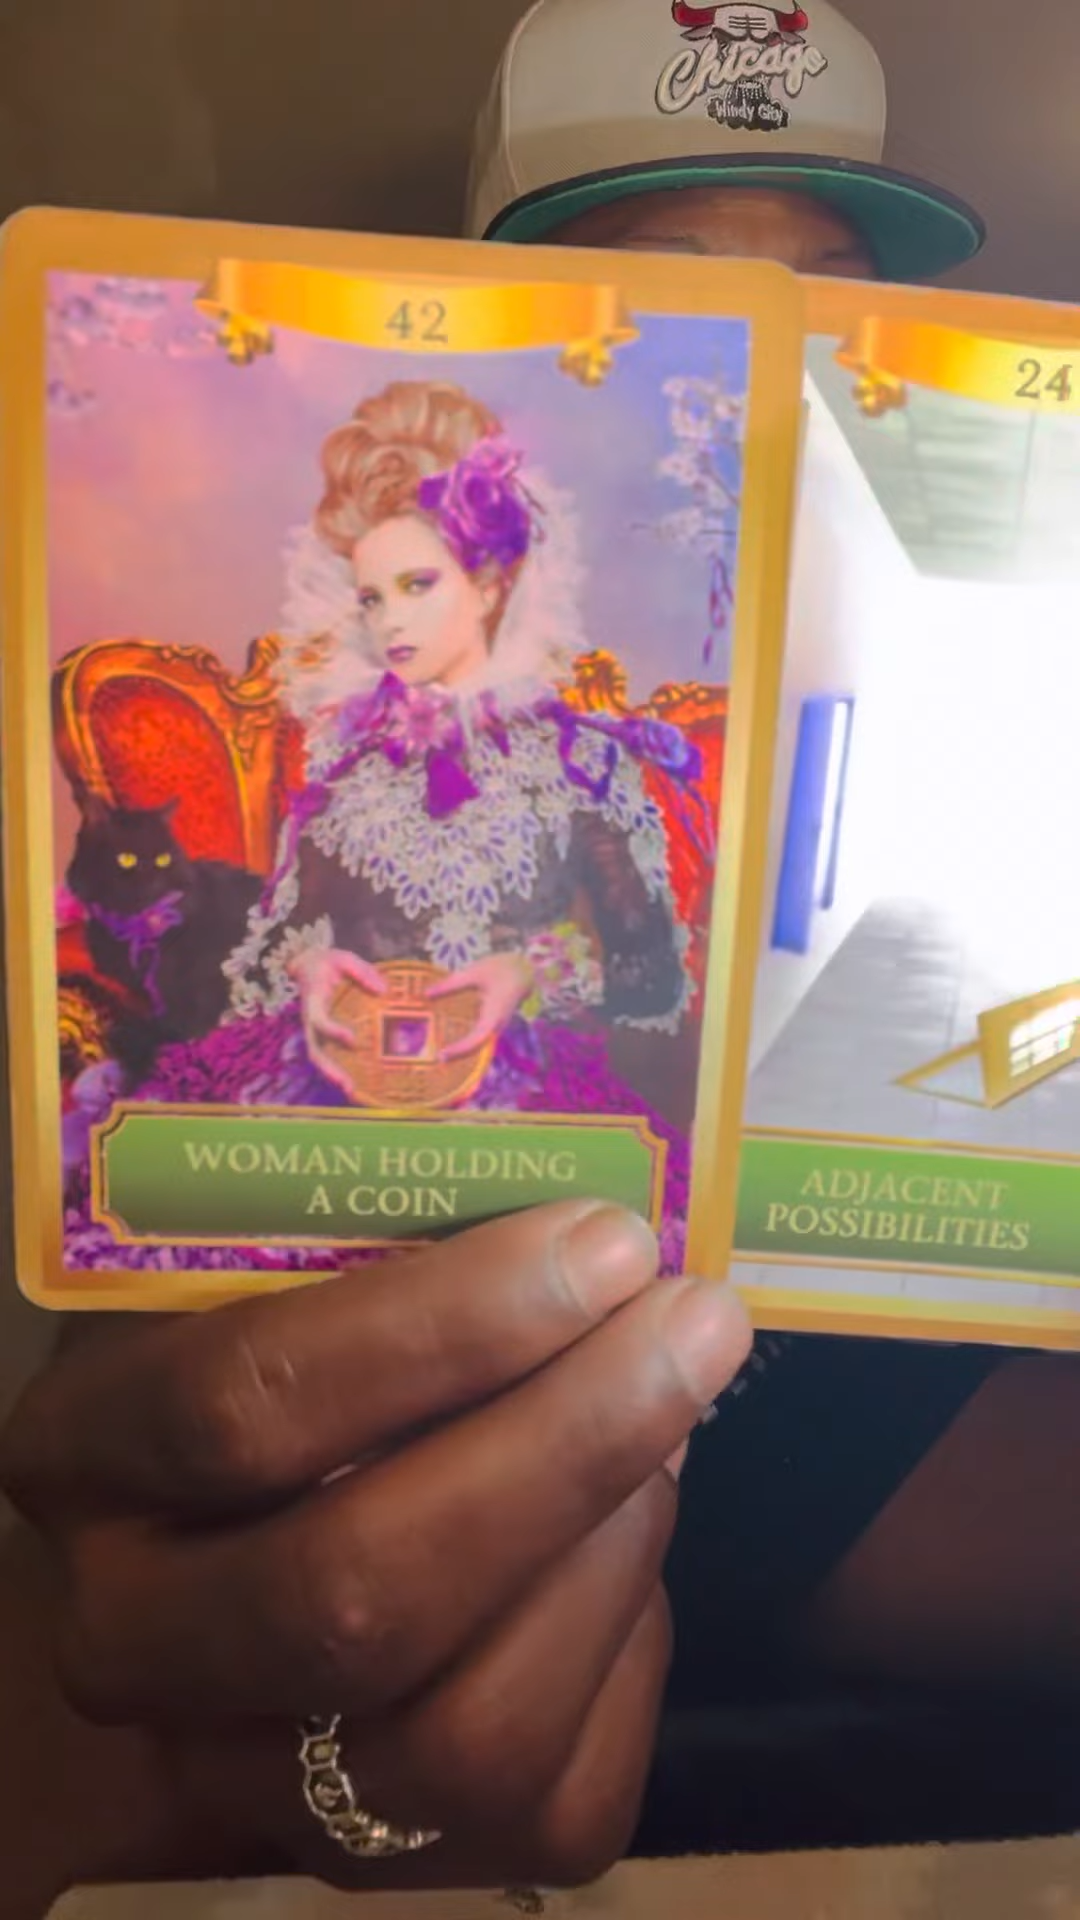 Chicago
Windy City
42
24
WOMAN HOLDING
A COIN
ADJACENT
POSSIBILITIES